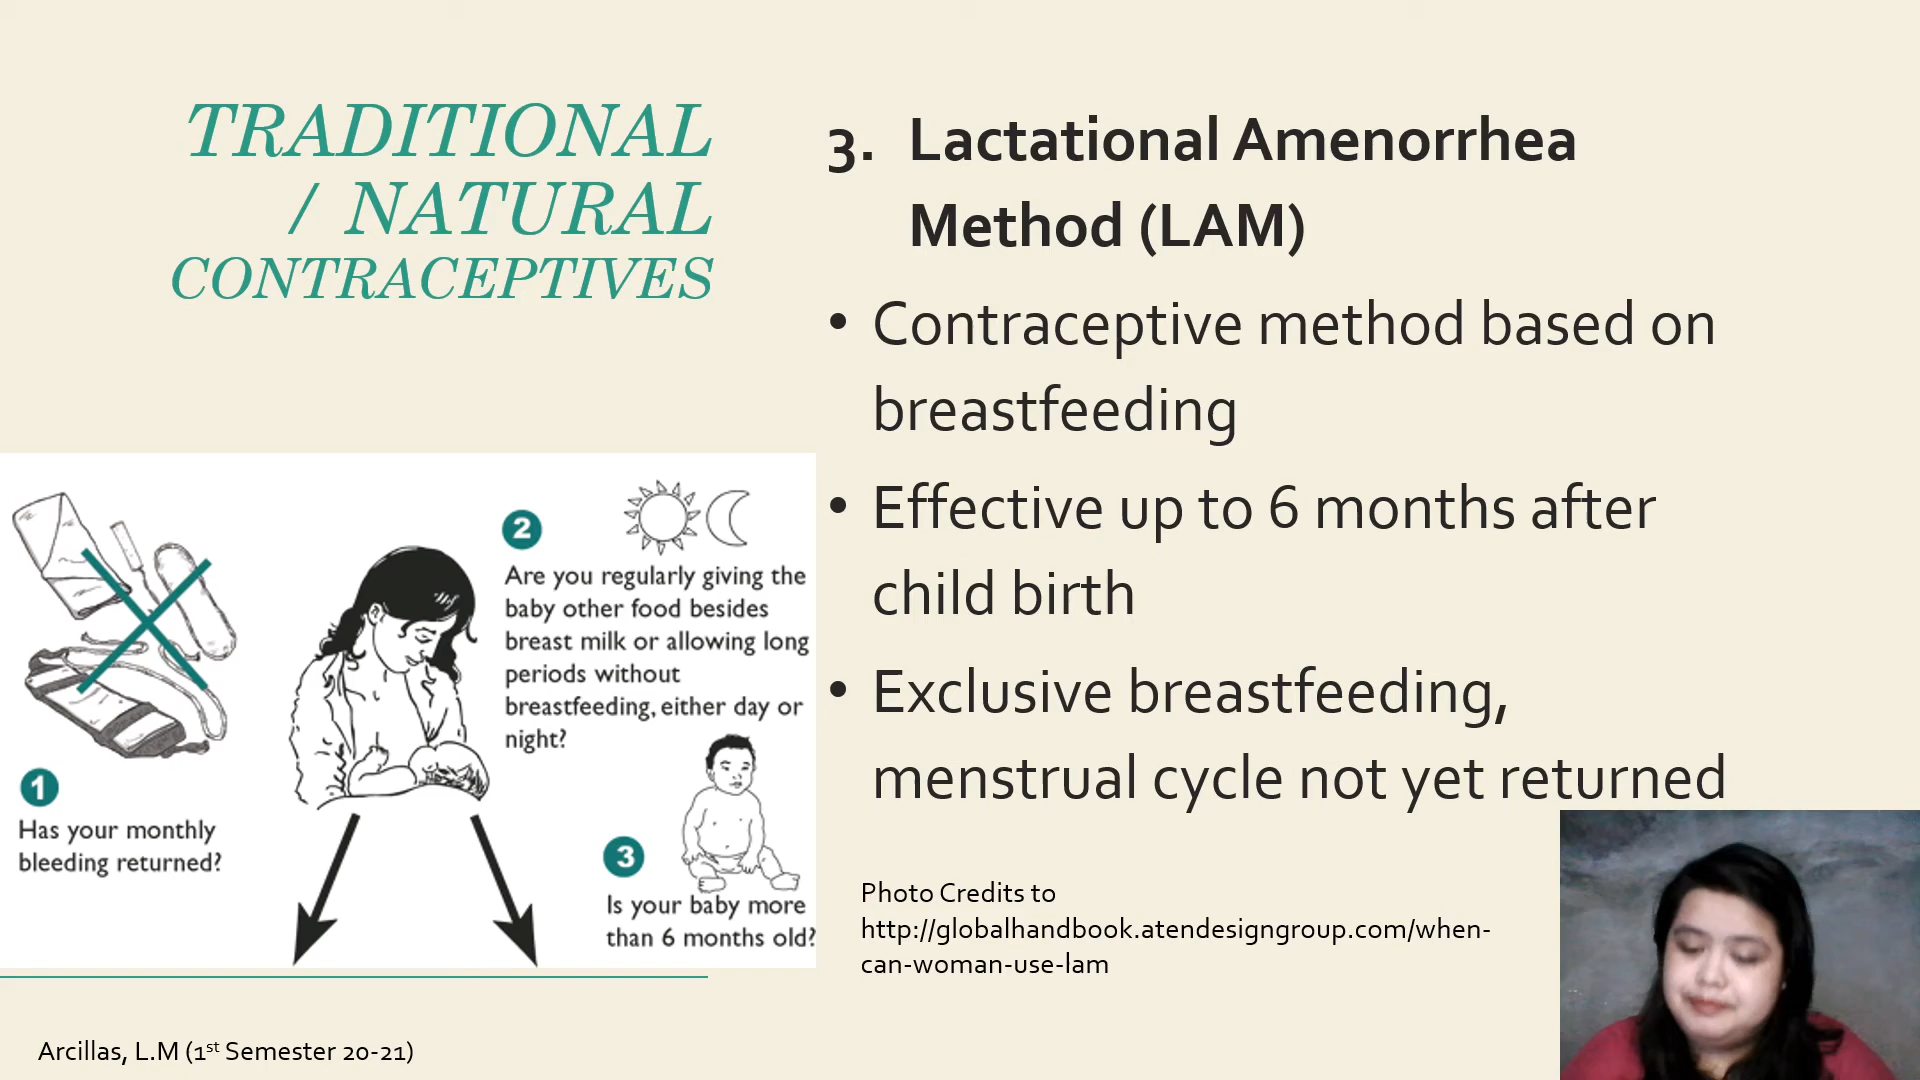 TRADITIONAL
/ NATURAL
CONTRACEPTIVES
3. Lactational Amenorrhea
Method (LAM)
• Contraceptive method based on
breastfeeding
• Effective up to 6 months after
child birth
• Exclusive breastfeeding,
menstrual cycle not yet returned
1
Has your monthly
bleeding returned?
2
Are you regularly giving the
baby other food besides
breast milk or allowing long
periods without
breastfeeding, either day or
night?
3
Is your baby more
than 6 months old?
Photo Credits to
http://globalhandbook.atendesigngroup.com/when-
can-woman-use-lam
Arcillas, L.M (1st Semester 20-21)